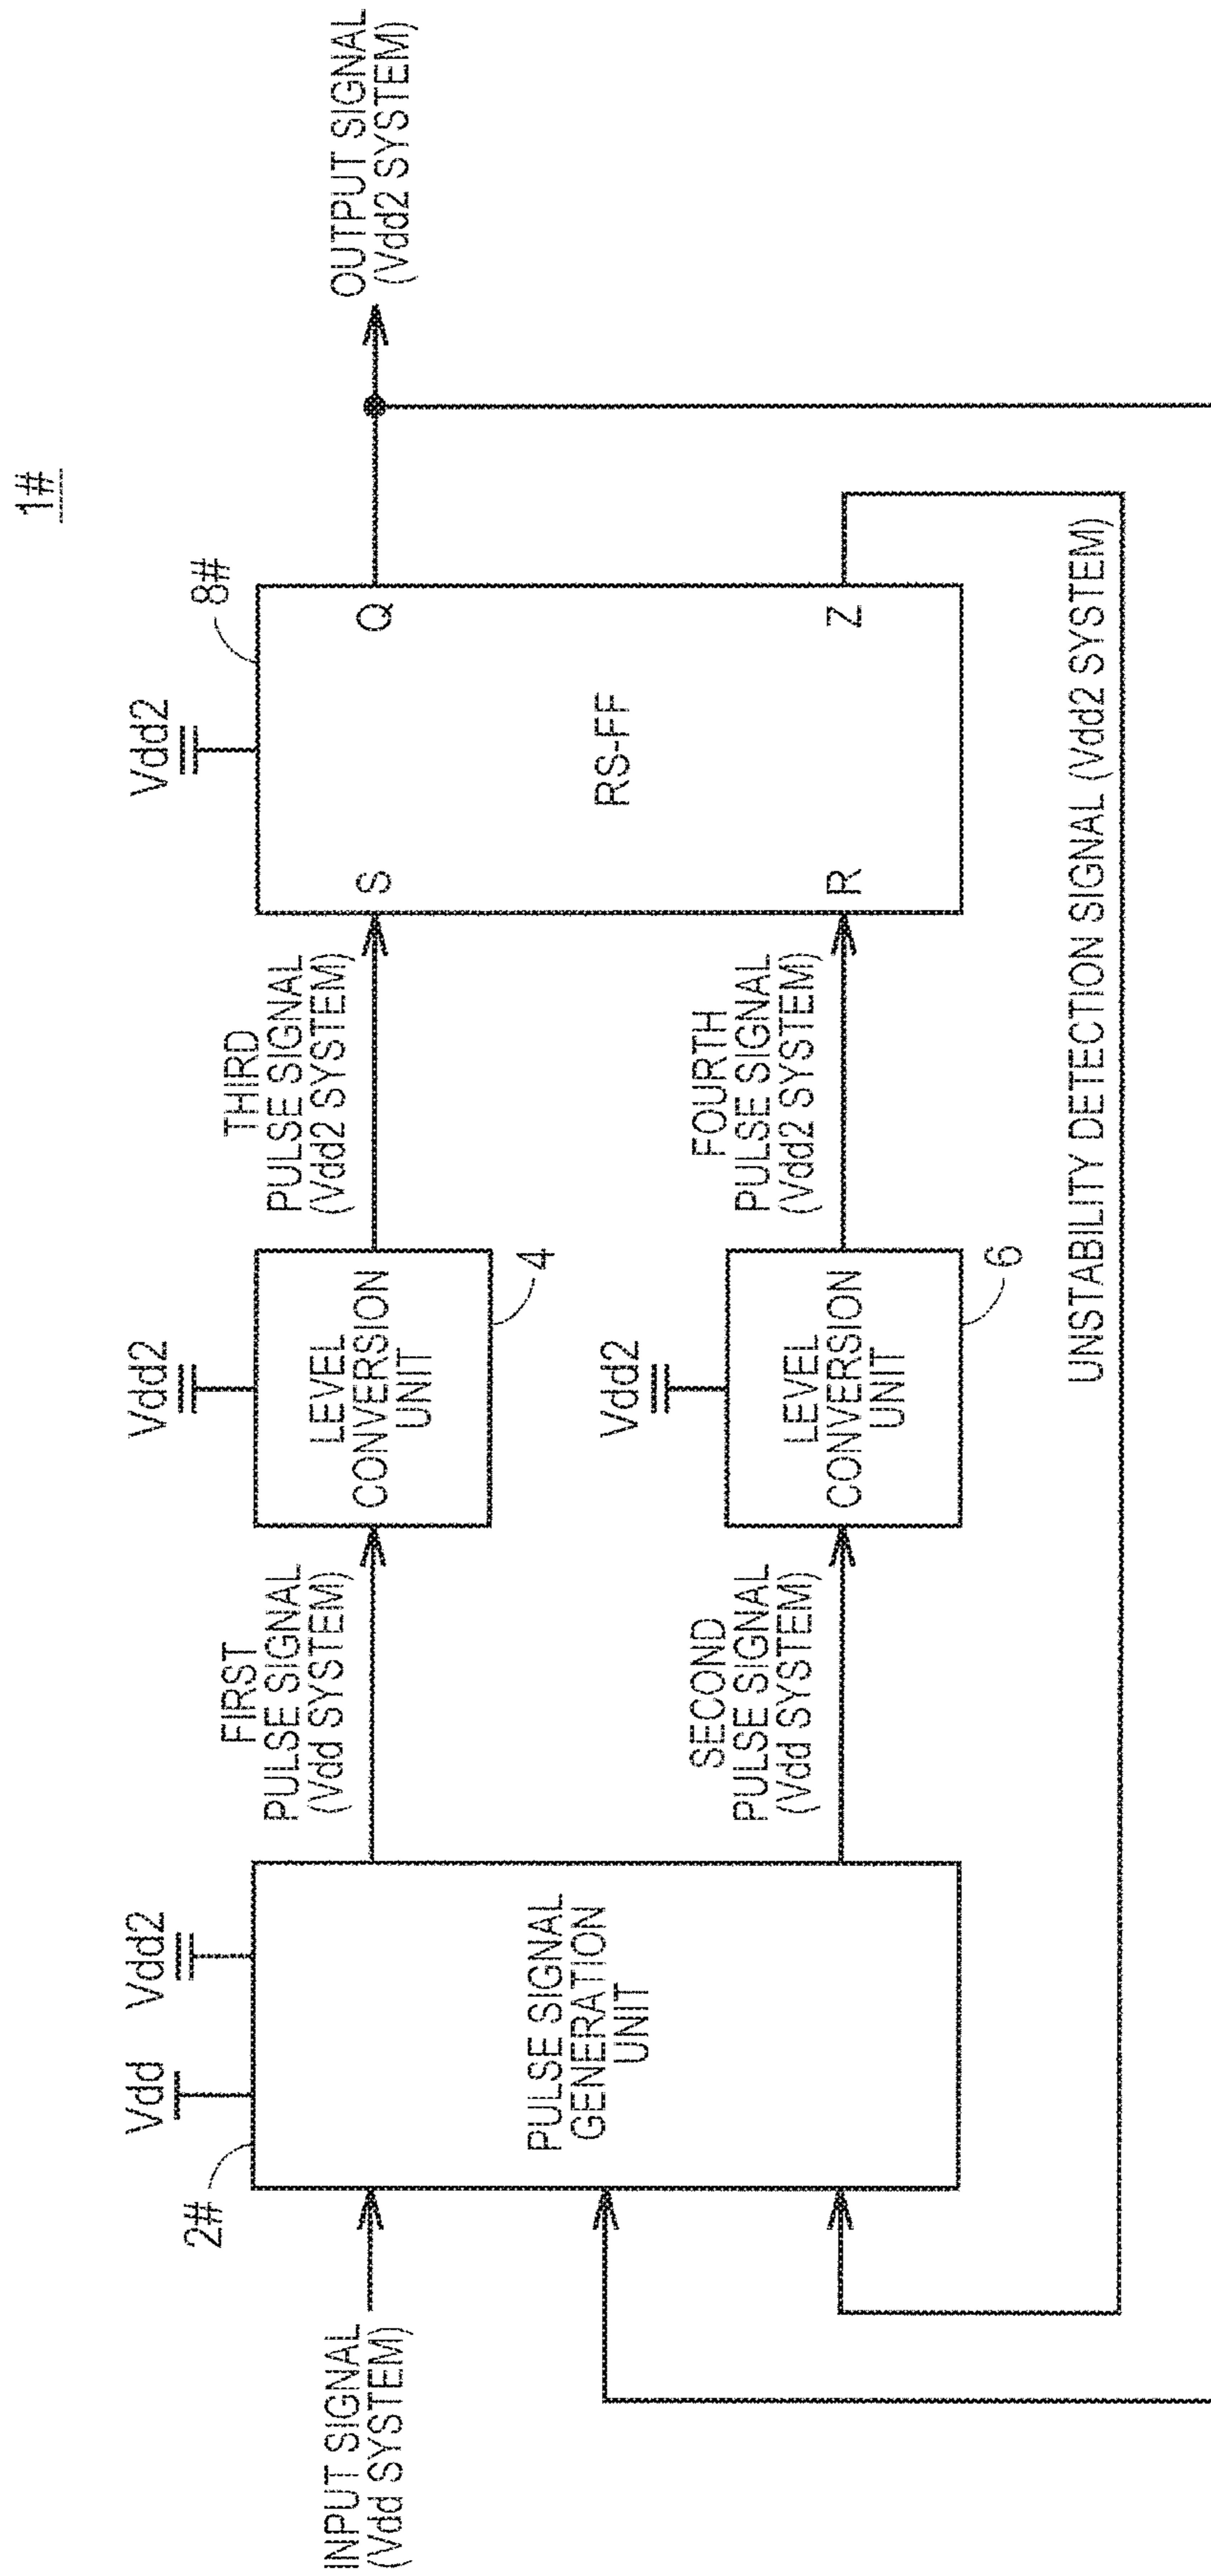 1#
INPUT SIGNAL
(Vdd SYSTEM)
2#
Vdd
Vdd2
PULSE SIGNAL
GENERATION
UNIT
FIRST
PULSE SIGNAL
(Vdd SYSTEM)
SECOND
PULSE SIGNAL
(Vdd SYSTEM)
Vdd2
LEVEL
CONVERSION
UNIT
4
Vdd2
LEVEL
CONVERSION
UNIT
6
THIRD
PULSE SIGNAL
(Vdd2 SYSTEM)
FOURTH
PULSE SIGNAL
(Vdd2 SYSTEM)
Vdd2
8#
S
Q
RS-FF
R
Z
OUTPUT SIGNAL
(Vdd2 SYSTEM)
UNSTABILITY DETECTION SIGNAL (Vdd2 SYSTEM)